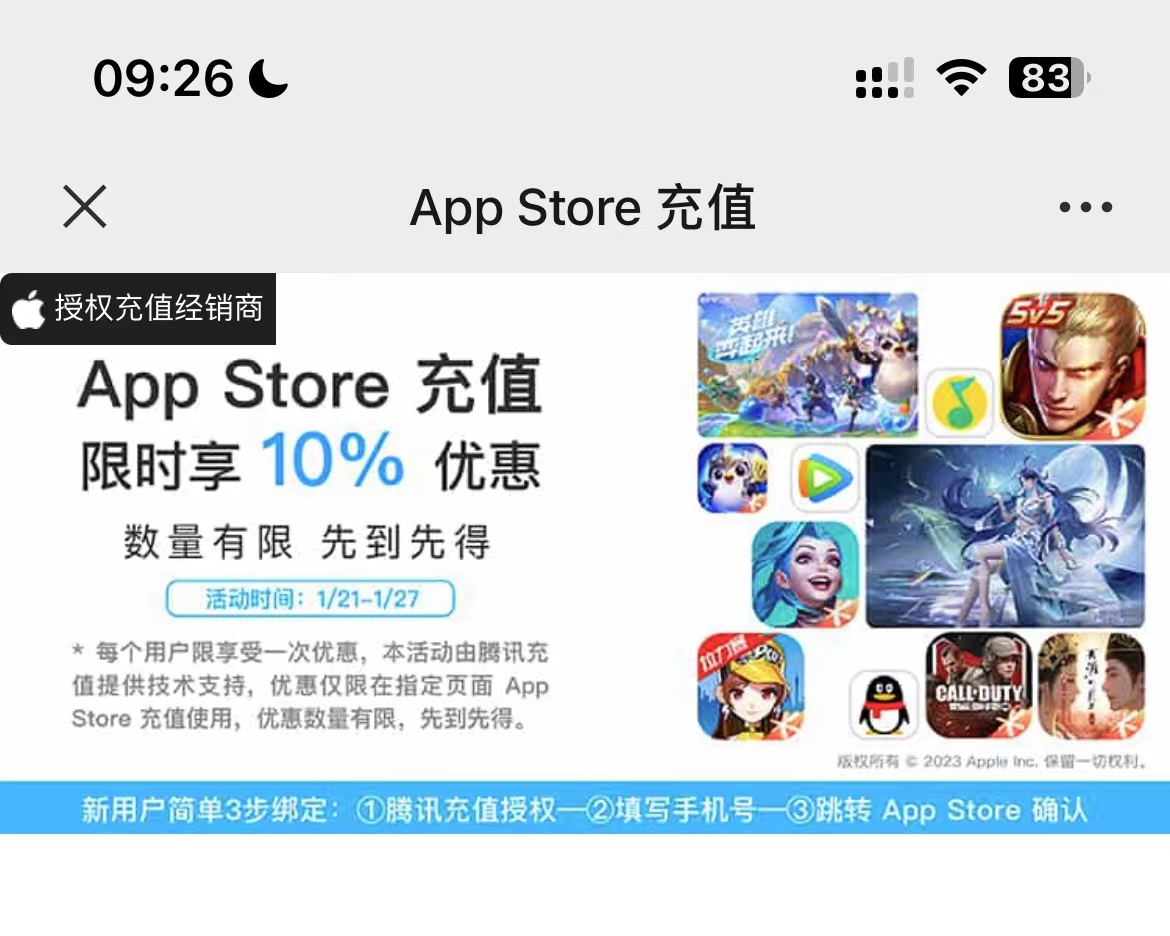 09:26
83
App Store 充值
授权充值经销商
App Store 充值
限时享 10% 优惠
数量有限 先到先得
活动时间：1/21-1/27
* 每个用户限享受一次优惠，本活动由腾讯充
值提供技术支持，优惠仅限在指定页面 App
Store 充值使用，优惠数量有限，先到先得。
英雄
弈起来!
5v5
拉力赛
CALL·DUTY
版权所有 © 2023 Apple Inc. 保留一切权利。
新用户简单3步绑定：①腾讯充值授权—②填写手机号—③跳转 App Store 确认